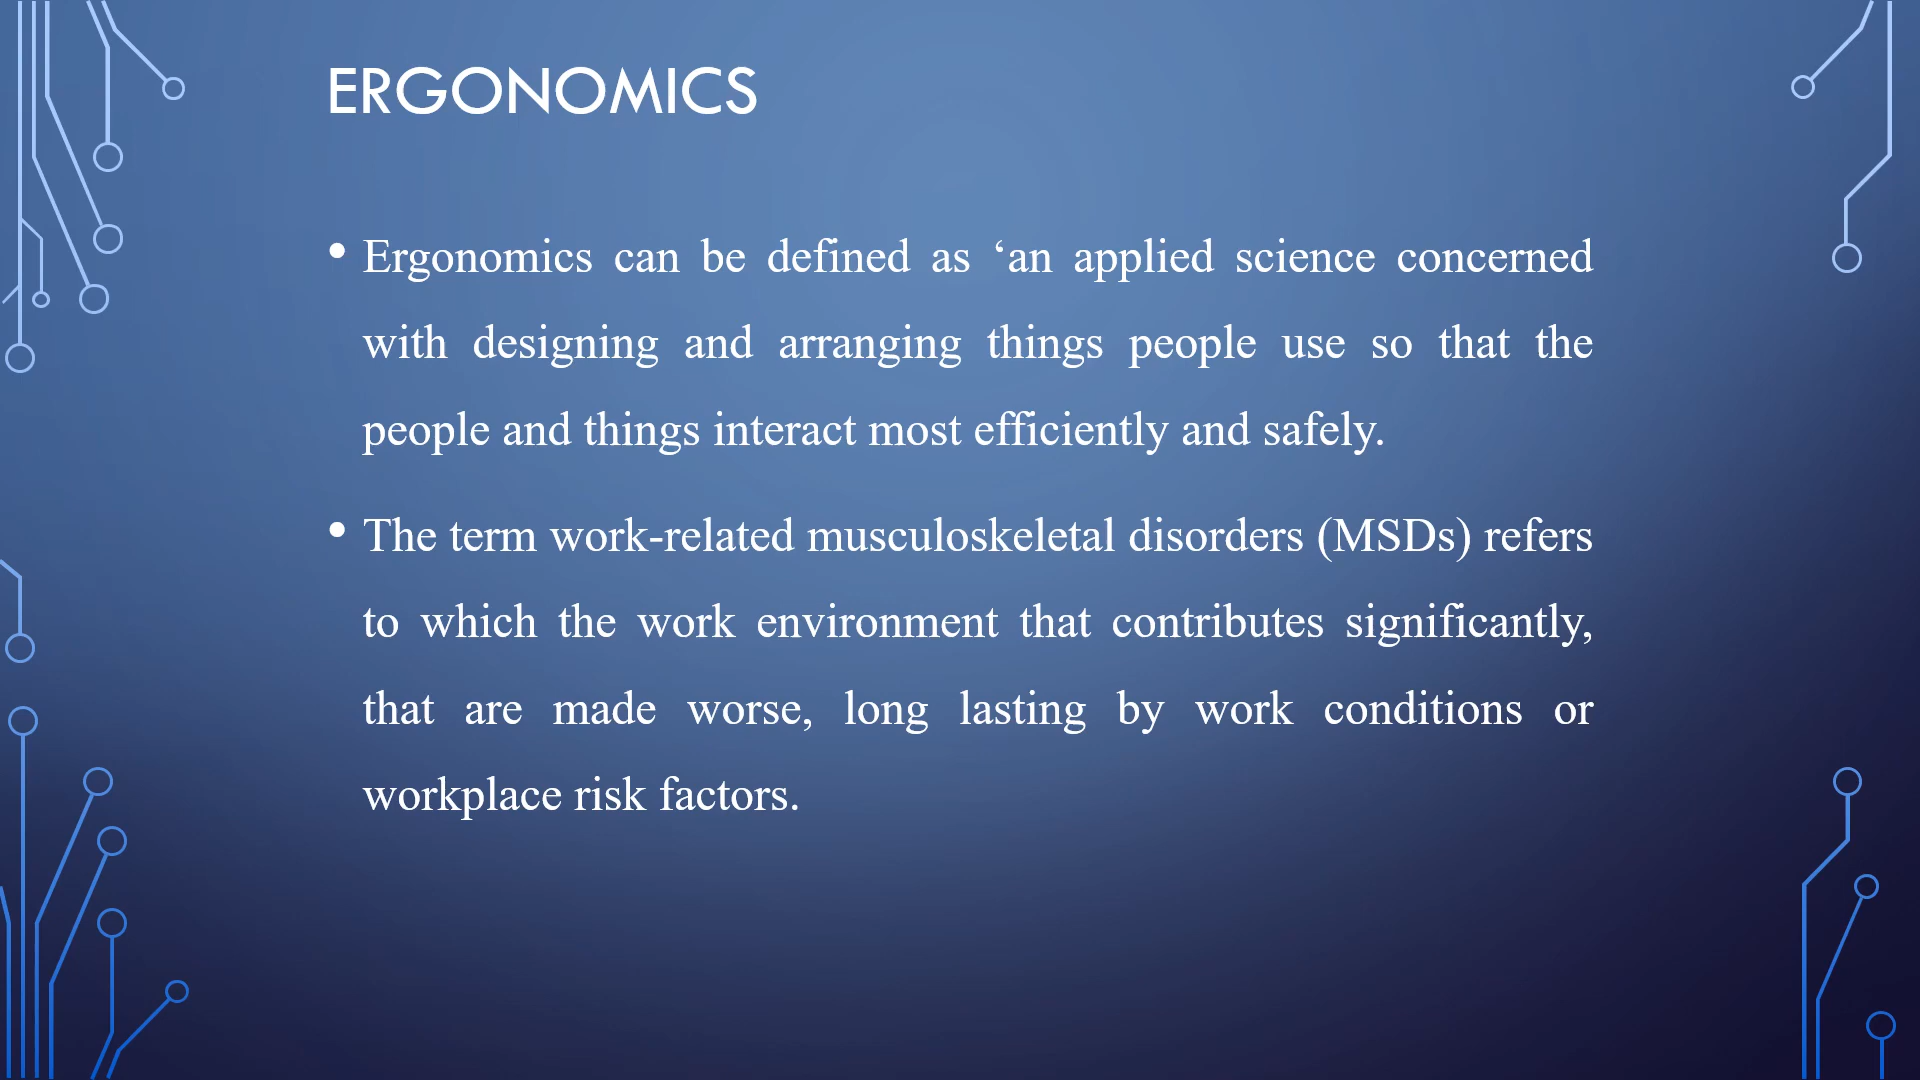 ERGONOMICS
• Ergonomics can be defined as ‘an applied science concerned
with designing and arranging things people use so that the
people and things interact most efficiently and safely.
• The term work-related musculoskeletal disorders (MSDs) refers
to which the work environment that contributes significantly,
that are made worse, long lasting by work conditions or
workplace risk factors.